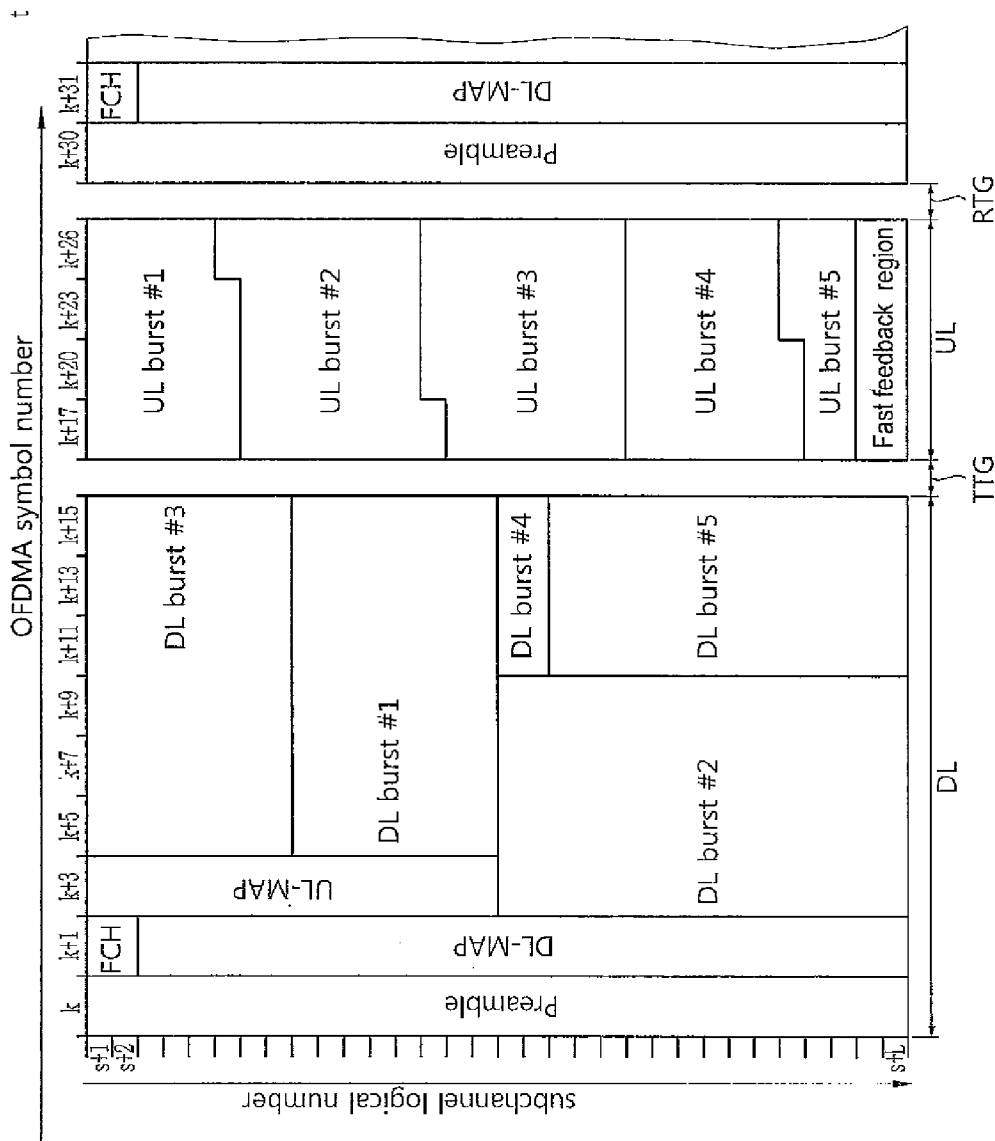 OFDMA symbol number
t
k
k+1
k+3
k+5
k+7
k+9
k+11
k+13
k+15
k+17
k+20
k+23
k+26
k+30
k+31
subchannel logical number
s+1
s+2
s+L
Preamble
FCH
DL-MAP
UL-MAP
DL burst #3
DL burst #1
DL burst #2
DL burst #4
DL burst #5
UL burst #1
UL burst #2
UL burst #3
UL burst #4
UL burst #5
Fast feedback region
Preamble
FCH
DL-MAP
DL
TTG
UL
RTG